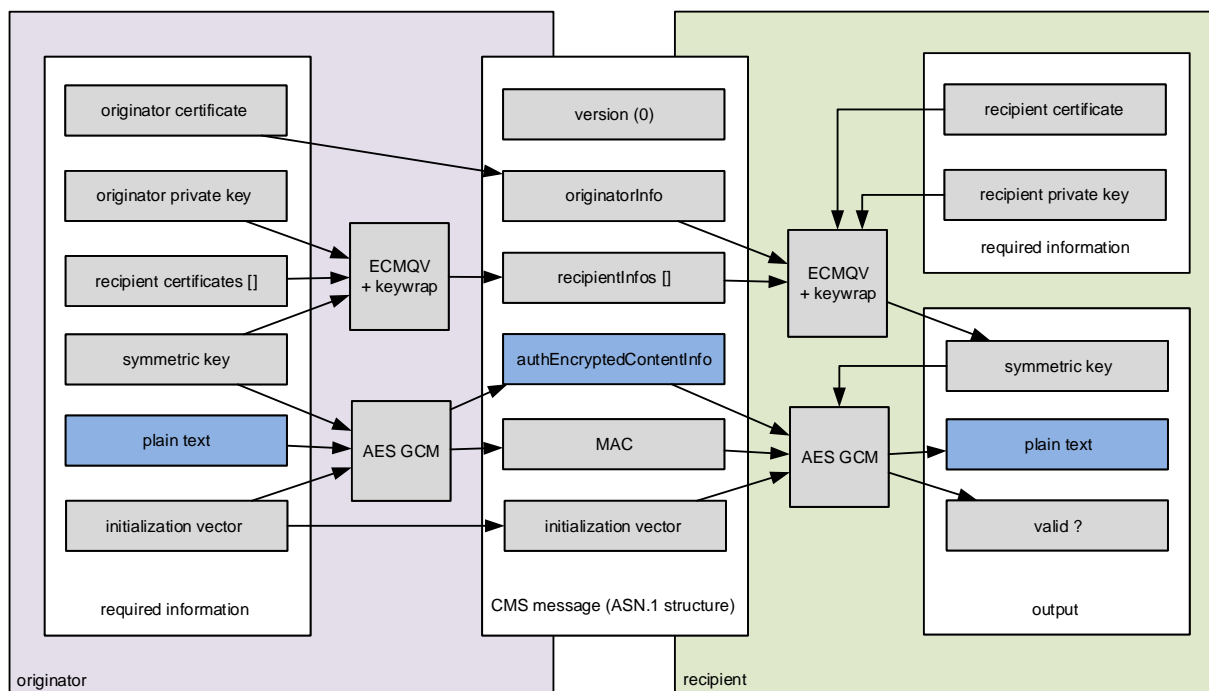 originator certificate
originator private key
recipient certificates []
symmetric key
plain text
initialization vector
required information
ECMQV
+ keywrap
AES GCM
originator
version (0)
originatorInfo
recipientInfos []
authEncryptedContentInfo
MAC
initialization vector
CMS message (ASN.1 structure)
ECMQV
+ keywrap
AES GCM
recipient certificate
recipient private key
required information
symmetric key
plain text
valid ?
output
recipient